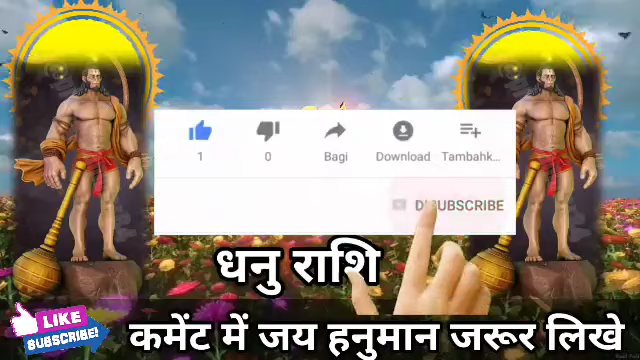 1 0 Bagi Download Tambahk...
SUBSCRIBE
धनु राशि
LIKE
SUBSCRIBE!
कमेंट में जय हनुमान जरूर लिखे